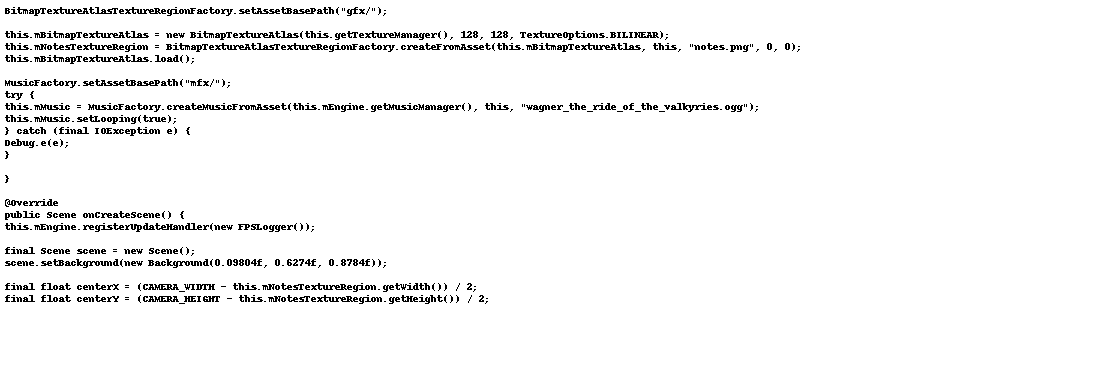 BitmapTextureAtlasTextureRegionFactory.setAssetBasePath("gfx/");
this.mBitmapTextureAtlas = new BitmapTextureAtlas(this.getTextureManager(), 128, 128, TextureOptions.BILINEAR);
this.mNotesTextureRegion = BitmapTextureAtlasTextureRegionFactory.createFromAsset(this.mBitmapTextureAtlas, this, "notes.png", 0, 0);
this.mBitmapTextureAtlas.load();
MusicFactory.setAssetBasePath("mfx/");
try {
this.mMusic = MusicFactory.createMusicFromAsset(this.mEngine.getMusicManager(), this, "wagner_the_ride_of_the_valkyries.ogg");
this.mMusic.setLooping(true);
} catch (final IOException e) {
Debug.e(e);
}
}
@Override
public Scene onCreateScene() {
this.mEngine.registerUpdateHandler(new FPSLogger());
final Scene scene = new Scene();
scene.setBackground(new Background(0.09804f, 0.6274f, 0.8784f));
final float centerX = (CAMERA_WIDTH - this.mNotesTextureRegion.getWidth()) / 2;
final float centerY = (CAMERA_HEIGHT - this.mNotesTextureRegion.getHeight()) / 2;